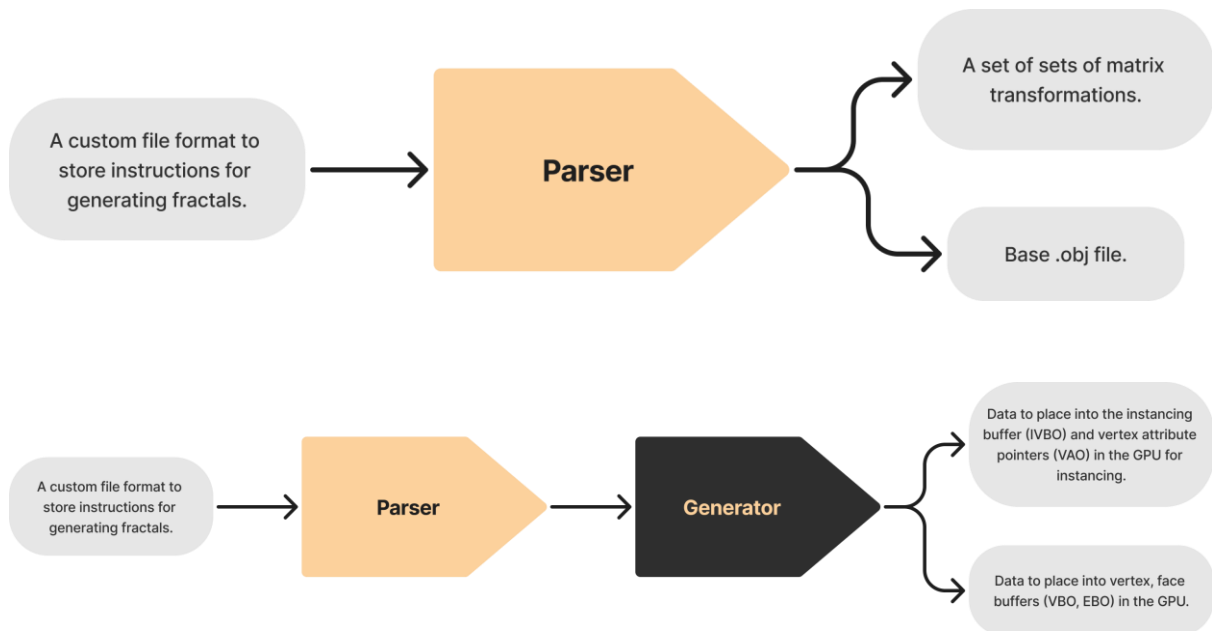 A custom file format to
store instructions for
generating fractals.
Parser
A set of sets of matrix
transformations.
Base .obj file.
A custom file format to
store instructions for
generating fractals.
Parser
Generator
Data to place into the instancing
buffer (IVBO) and vertex attribute
pointers (VAO) in the GPU for
instancing.
Data to place into vertex, face
buffers (VBO, EBO) in the GPU.